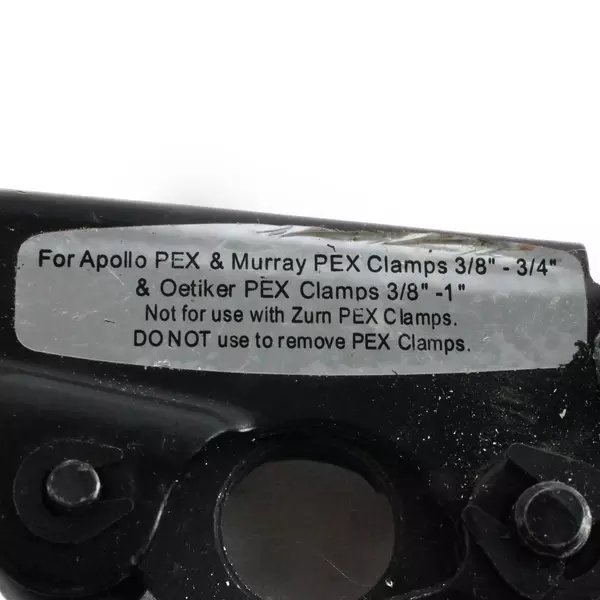 For Apollo PEX & Murray PEX Clamps 3/8" - 3/4"
& Oetiker PEX Clamps 3/8" -1"
Not for use with Zurn PEX Clamps.
DO NOT use to remove PEX Clamps.